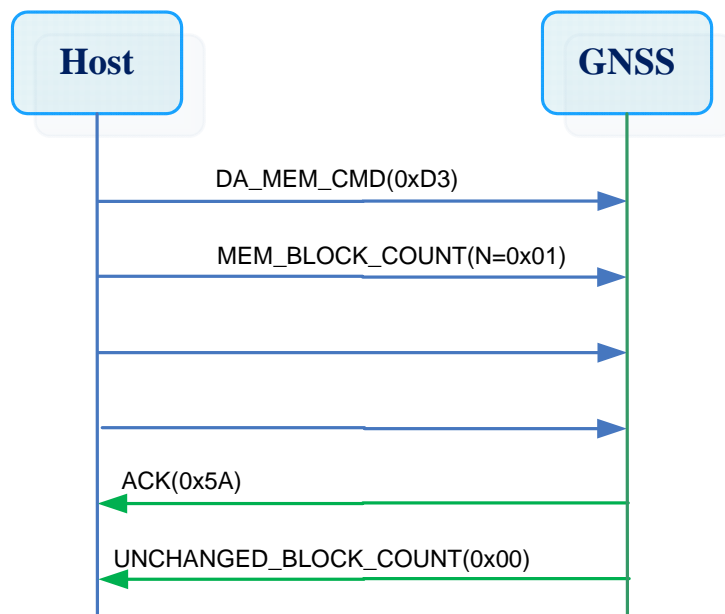 Host
GNSS
DA_MEM_CMD(0xD3)
MEM_BLOCK_COUNT(N=0x01)
ACK(0x5A)
UNCHANGED_BLOCK_COUNT(0x00)